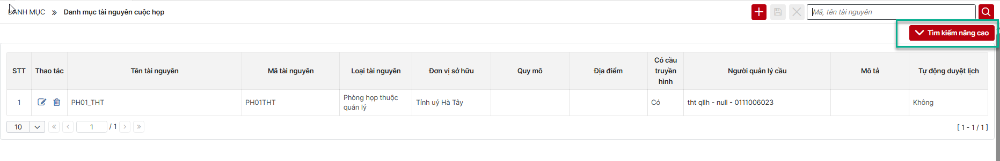 DANH MỤC » Danh mục tài nguyên cuộc họp
Mã, tên tài nguyên
Tìm kiếm nâng cao
STT Thao tác Tên tài nguyên Mã tài nguyên Loại tài nguyên Đơn vị sở hữu Quy mô Địa điểm Có cầu truyền hình Người quản lý cầu Mô tả Tự động duyệt lịch
1 PH01_THT PH01THT Phòng họp thuộc quản lý Tỉnh uỷ Hà Tây Có tht qllh - null - 0111006023 Không
10 « ‹ 1 / 1 › » [ 1 - 1 / 1 ]